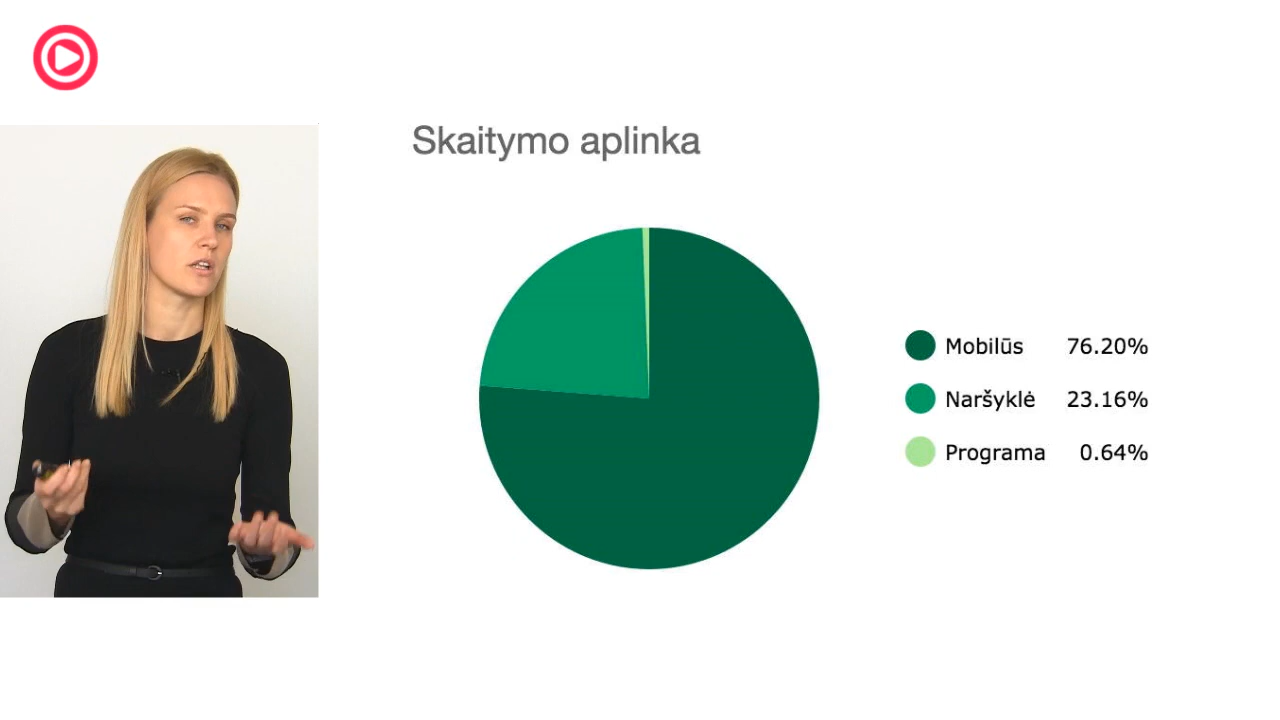 Skaitymo aplinka
Mobilūs 76.20%
Naršyklė 23.16%
Programa 0.64%